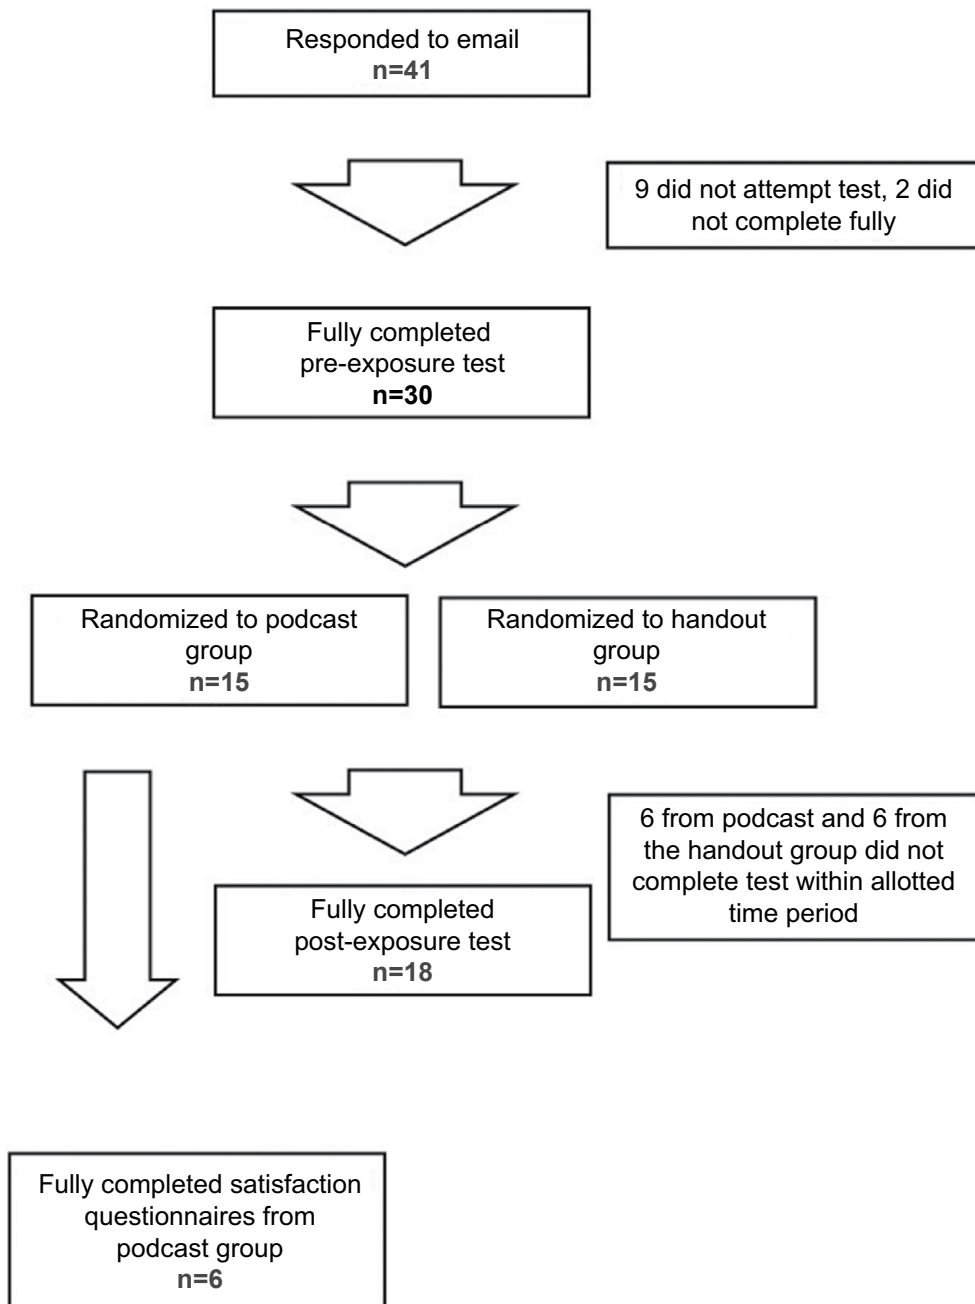 Responded to email
n=41
9 did not attempt test, 2 did
not complete fully
Fully completed
pre-exposure test
n=30
Randomized to podcast
group
n=15
Randomized to handout
group
n=15
6 from podcast and 6 from
the handout group did not
complete test within allotted
time period
Fully completed
post-exposure test
n=18
Fully completed satisfaction
questionnaires from
podcast group
n=6